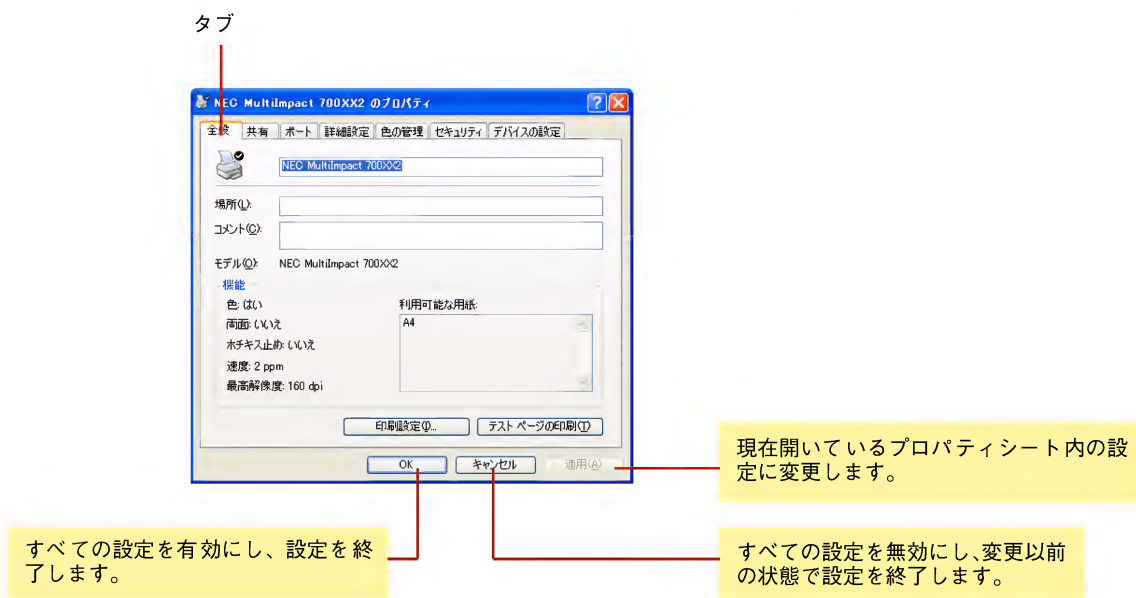 タブ
NEC MultiImpact 700XX2 のプロパティ
全般 共有 ポート 詳細設定 色の管理 セキュリティ デバイスの設定
NEC MultiImpact 700XX2
場所(L):
コメント(C):
モデル(O): NEC MultiImpact 700XX2
機能
色: はい 利用可能な用紙:
両面: いいえ A4
ホチキス止め: いいえ
速度: 2 ppm
最高解像度: 160 dpi
印刷設定(I)... テスト ページの印刷(T)
OK キャンセル 適用(A)
現在開いているプロパティシート内の設
定に変更します。
すべての設定を有効にし、設定を終
了します。
すべての設定を無効にし、変更以前
の状態で設定を終了します。